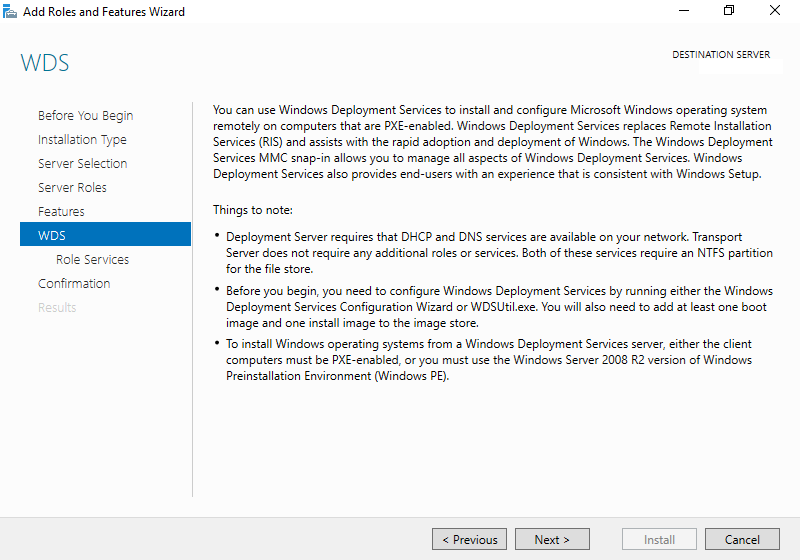 Add Roles and Features Wizard
WDS
DESTINATION SERVER
Before You Begin
Installation Type
Server Selection
Server Roles
Features
WDS
Role Services
Confirmation
Results
You can use Windows Deployment Services to install and configure Microsoft Windows operating system
remotely on computers that are PXE-enabled. Windows Deployment Services replaces Remote Installation
Services (RIS) and assists with the rapid adoption and deployment of Windows. The Windows Deployment
Services MMC snap-in allows you to manage all aspects of Windows Deployment Services. Windows
Deployment Services also provides end-users with an experience that is consistent with Windows Setup.
Things to note:
• Deployment Server requires that DHCP and DNS services are available on your network. Transport
Server does not require any additional roles or services. Both of these services require an NTFS partition
for the file store.
• Before you begin, you need to configure Windows Deployment Services by running either the Windows
Deployment Services Configuration Wizard or WDSUtil.exe. You will also need to add at least one boot
image and one install image to the image store.
• To install Windows operating systems from a Windows Deployment Services server, either the client
computers must be PXE-enabled, or you must use the Windows Server 2008 R2 version of Windows
Preinstallation Environment (Windows PE).
< Previous
Next >
Install
Cancel